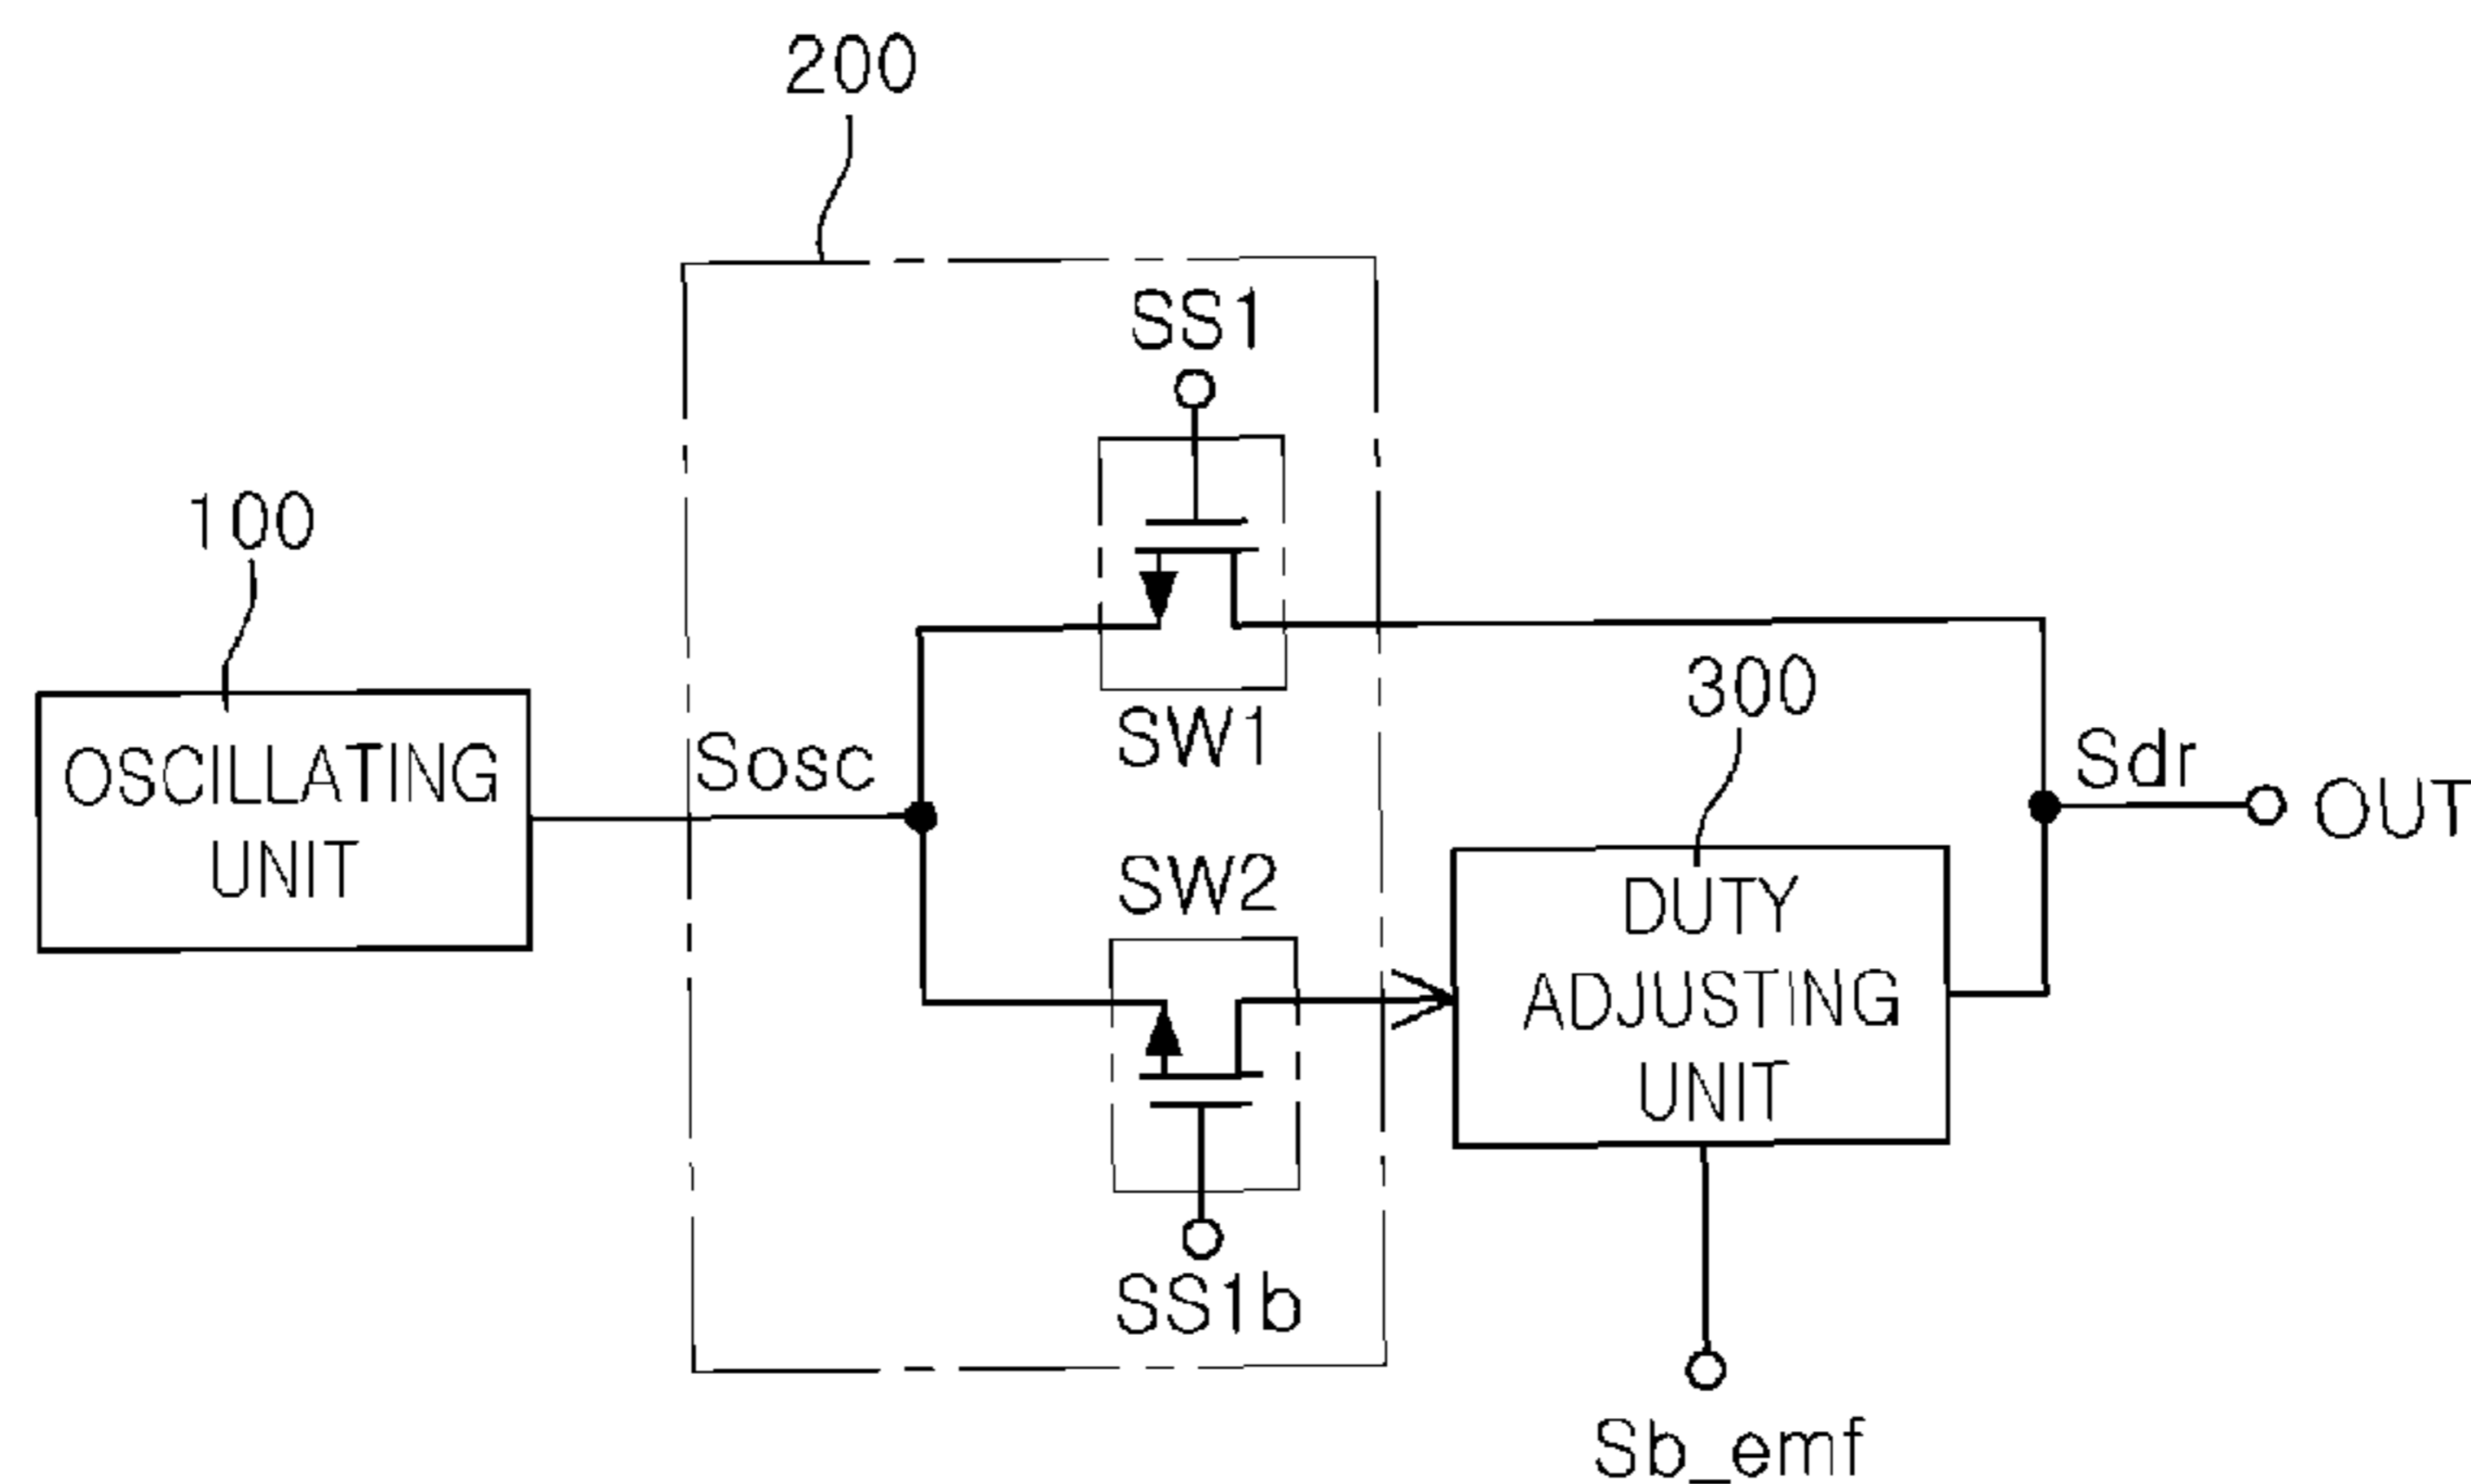 200
SS1
100
SW1
300
OSCILLATING
UNIT
Sosc
Sdr
OUT
SW2
DUTY
ADJUSTING
UNIT
SS1b
Sb_emf